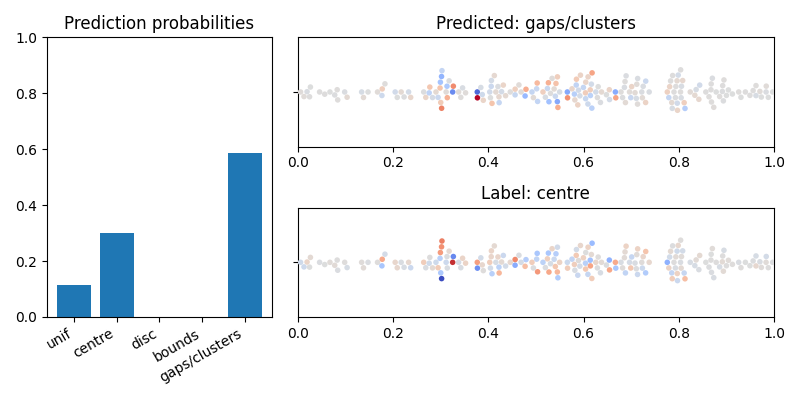 Prediction probabilities
1.0
0.8
0.6
0.4
0.2
0.0
unif
centre
disc
bounds
gaps/clusters
Predicted: gaps/clusters
0.0 0.2 0.4 0.6 0.8 1.0
Label: centre
0.0 0.2 0.4 0.6 0.8 1.0